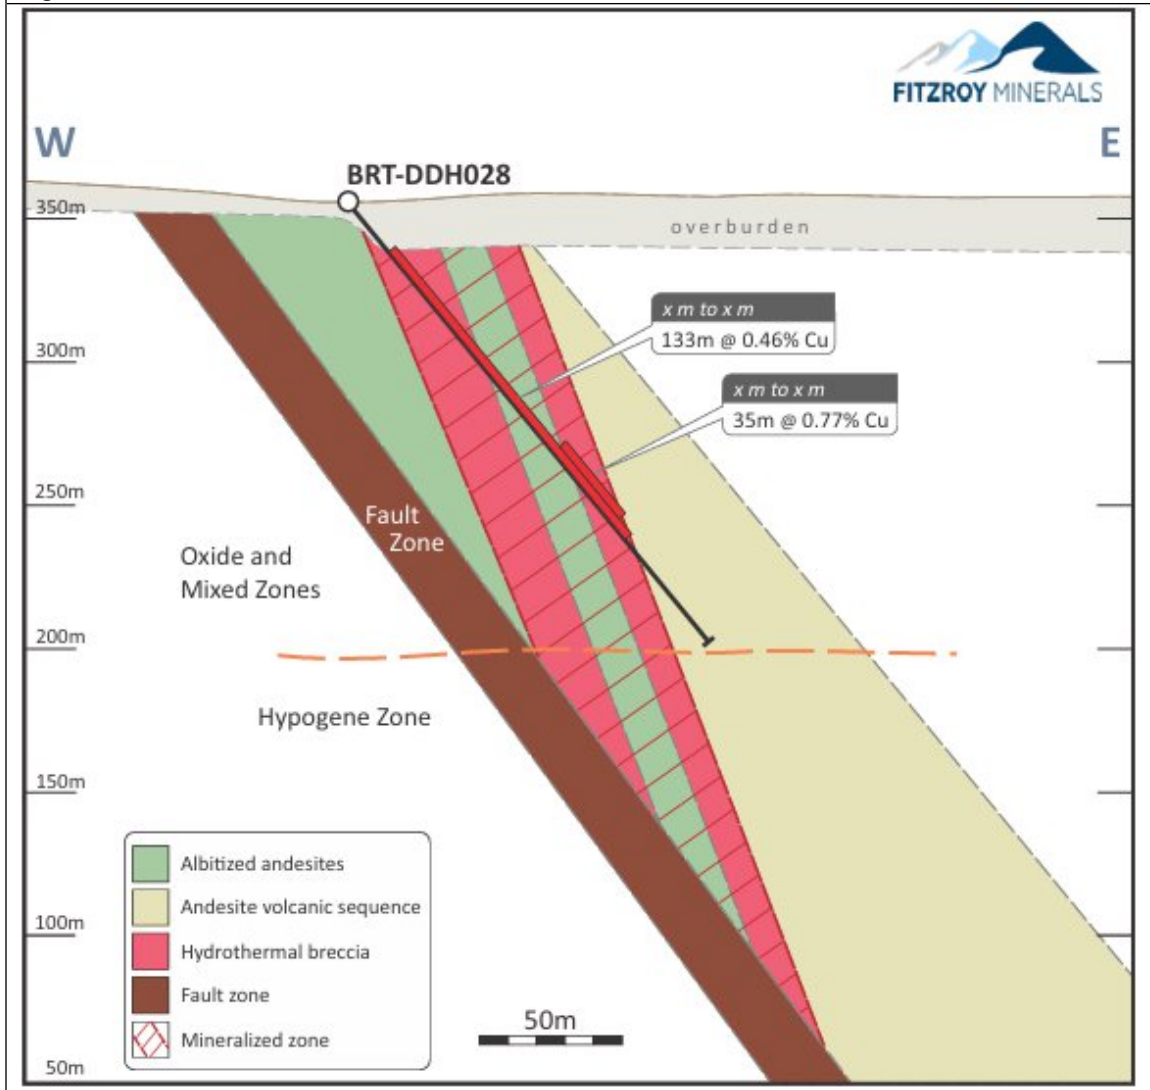 FITZROY MINERALS
W
E
BRT-DDH028
350m
overburden
x m to x m
133m @ 0.46% Cu
300m
x m to x m
35m @ 0.77% Cu
250m
Fault
Zone
Oxide and
Mixed Zones
200m
Hypogene Zone
150m
Albitized andesites
Andesite volcanic sequence
100m
Hydrothermal breccia
Fault zone
50m
Mineralized zone
50m